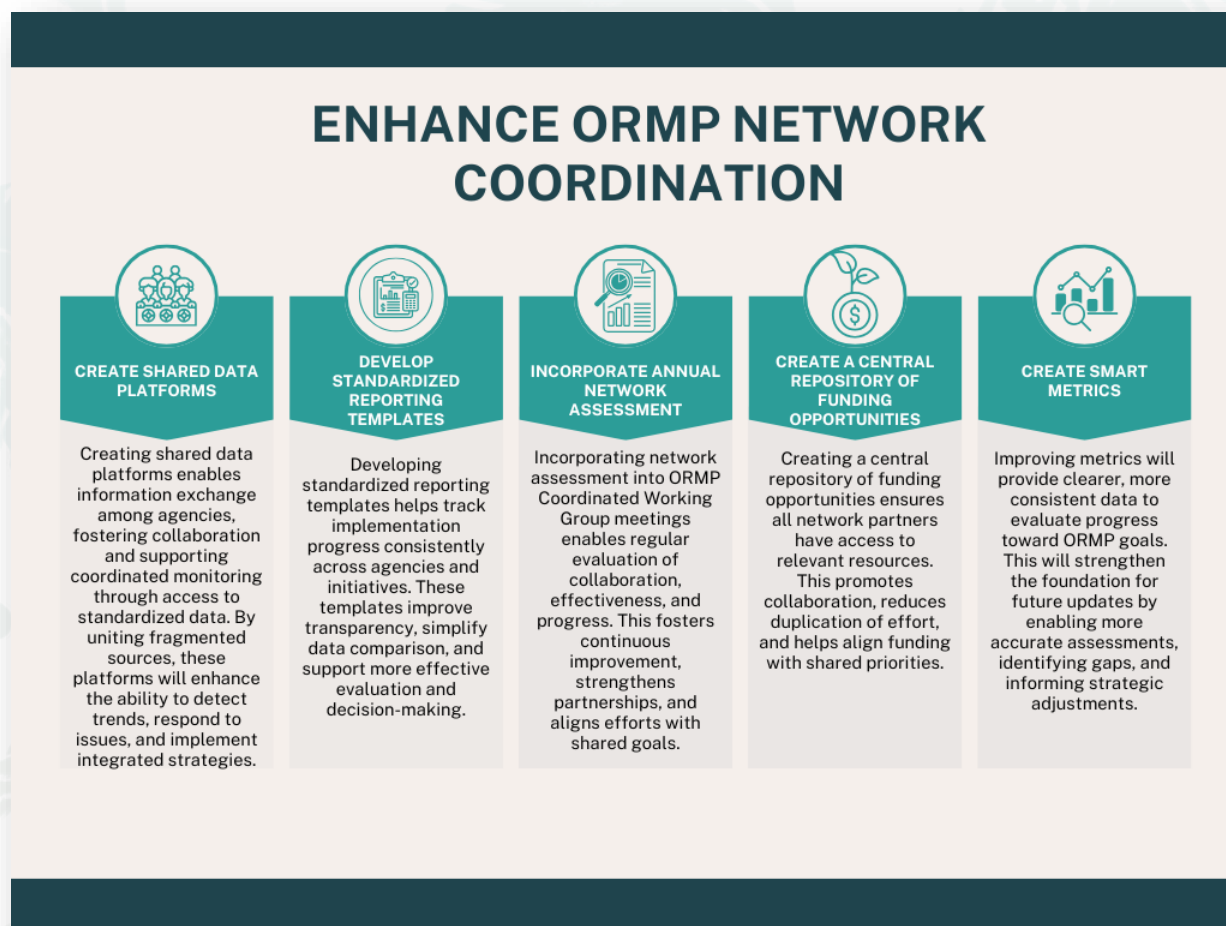 ENHANCE ORMP NETWORK
COORDINATION
CREATE SHARED DATA
PLATFORMS
Creating shared data
platforms enables
information exchange
among agencies,
fostering collaboration
and supporting
coordinated monitoring
through access to
standardized data. By
uniting fragmented
sources, these
platforms will enhance
the ability to detect
trends, respond to
issues, and implement
integrated strategies.
DEVELOP
STANDARDIZED
REPORTING
TEMPLATES
Developing
standardized reporting
templates helps track
implementation
progress consistently
across agencies and
initiatives. These
templates improve
transparency, simplify
data comparison, and
support more effective
evaluation and
decision-making.
INCORPORATE ANNUAL
NETWORK
ASSESSMENT
Incorporating network
assessment into ORMP
Coordinated Working
Group meetings
enables regular
evaluation of
collaboration,
effectiveness, and
progress. This fosters
continuous
improvement,
strengthens
partnerships, and
aligns efforts with
shared goals.
CREATE A CENTRAL
REPOSITORY OF
FUNDING
OPPORTUNITIES
Creating a central
repository of funding
opportunities ensures
all network partners
have access to
relevant resources.
This promotes
collaboration, reduces
duplication of effort,
and helps align funding
with shared priorities.
CREATE SMART
METRICS
Improving metrics will
provide clearer, more
consistent data to
evaluate progress
toward ORMP goals.
This will strengthen
the foundation for
future updates by
enabling more
accurate assessments,
identifying gaps, and
informing strategic
adjustments.